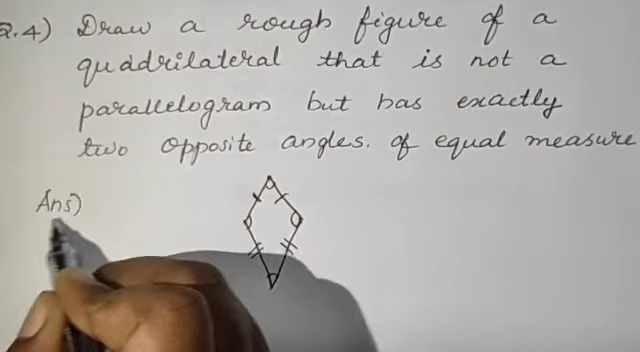 Q.4) Draw a rough figure of a
quadrilateral that is not a
parallelogram but has exactly
two opposite angles. of equal measure
Ans)